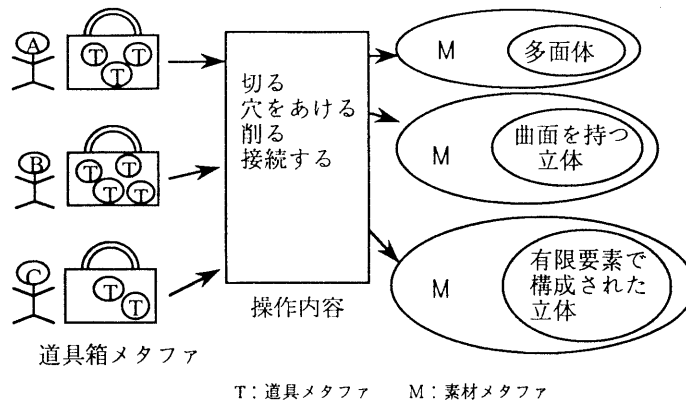 A
T T
T
B
T T
T T
C
T
T
道具箱メタファ
切る
穴をあける
削る
接続する
操作内容
M 多面体
M 曲面を持つ
立体
M 有限要素で
構成された
立体
T：道具メタファ M：素材メタファ